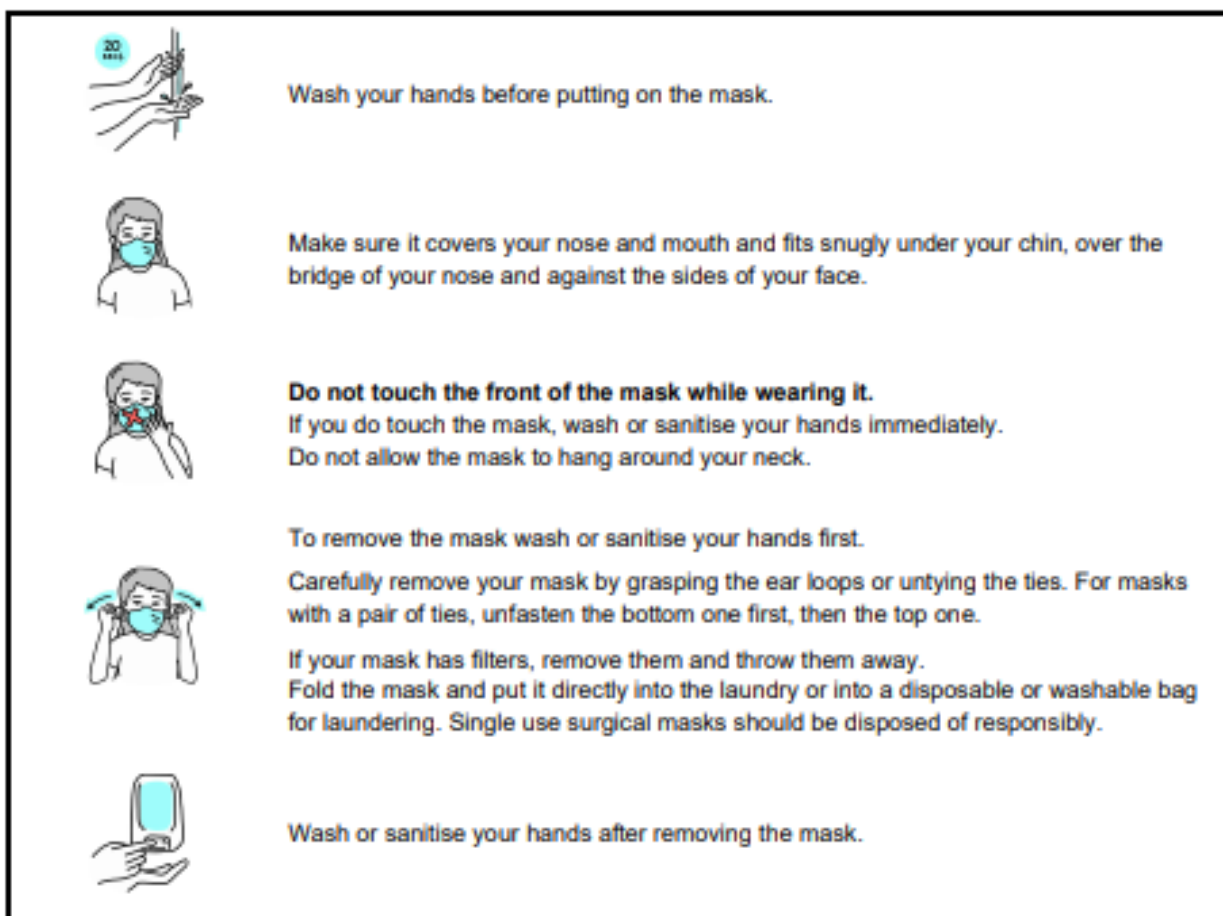 20
Wash your hands before putting on the mask.
Make sure it covers your nose and mouth and fits snugly under your chin, over the
bridge of your nose and against the sides of your face.
Do not touch the front of the mask while wearing it.
If you do touch the mask, wash or sanitise your hands immediately.
Do not allow the mask to hang around your neck.
To remove the mask wash or sanitise your hands first.
Carefully remove your mask by grasping the ear loops or untying the ties. For masks
with a pair of ties, unfasten the bottom one first, then the top one.
If your mask has filters, remove them and throw them away.
Fold the mask and put it directly into the laundry or into a disposable or washable bag
for laundering. Single use surgical masks should be disposed of responsibly.
Wash or sanitise your hands after removing the mask.